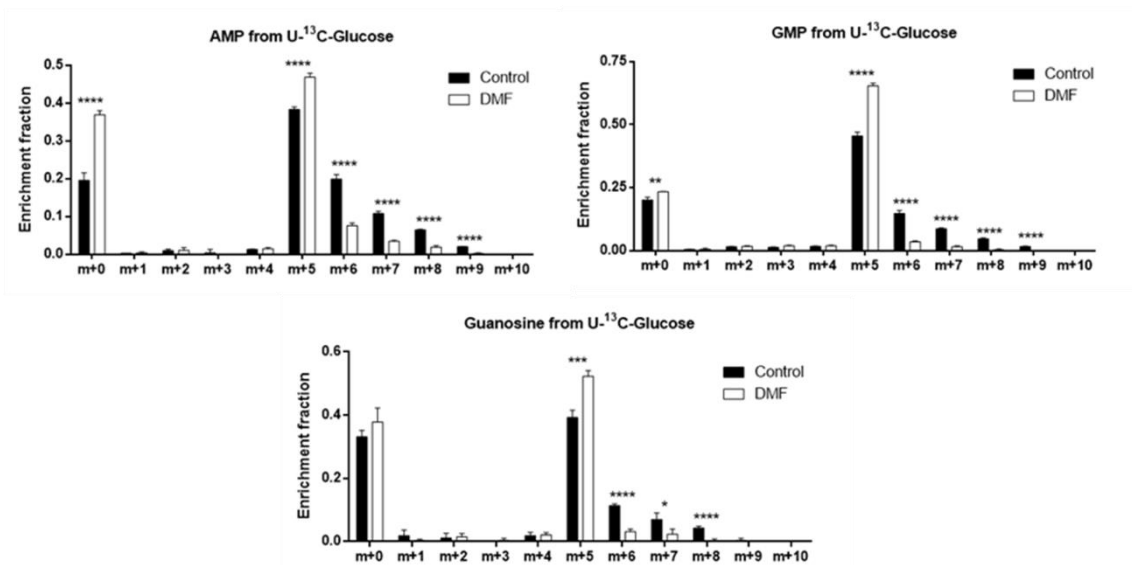 AMP from U-¹³C-Glucose
Enrichment fraction
0.5
0.4
0.3
0.2
0.1
0.0
****
****
****
****
****
****
Control
DMF
m+0 m+1 m+2 m+3 m+4 m+5 m+6 m+7 m+8 m+9 m+10
GMP from U-¹³C-Glucose
Enrichment fraction
0.75
0.50
0.25
0.00
**
****
****
****
****
****
Control
DMF
m+0 m+1 m+2 m+3 m+4 m+5 m+6 m+7 m+8 m+9 m+10
Guanosine from U-¹³C-Glucose
Enrichment fraction
0.6
0.4
0.2
0.0
***
****
*
****
Control
DMF
m+0 m+1 m+2 m+3 m+4 m+5 m+6 m+7 m+8 m+9 m+10